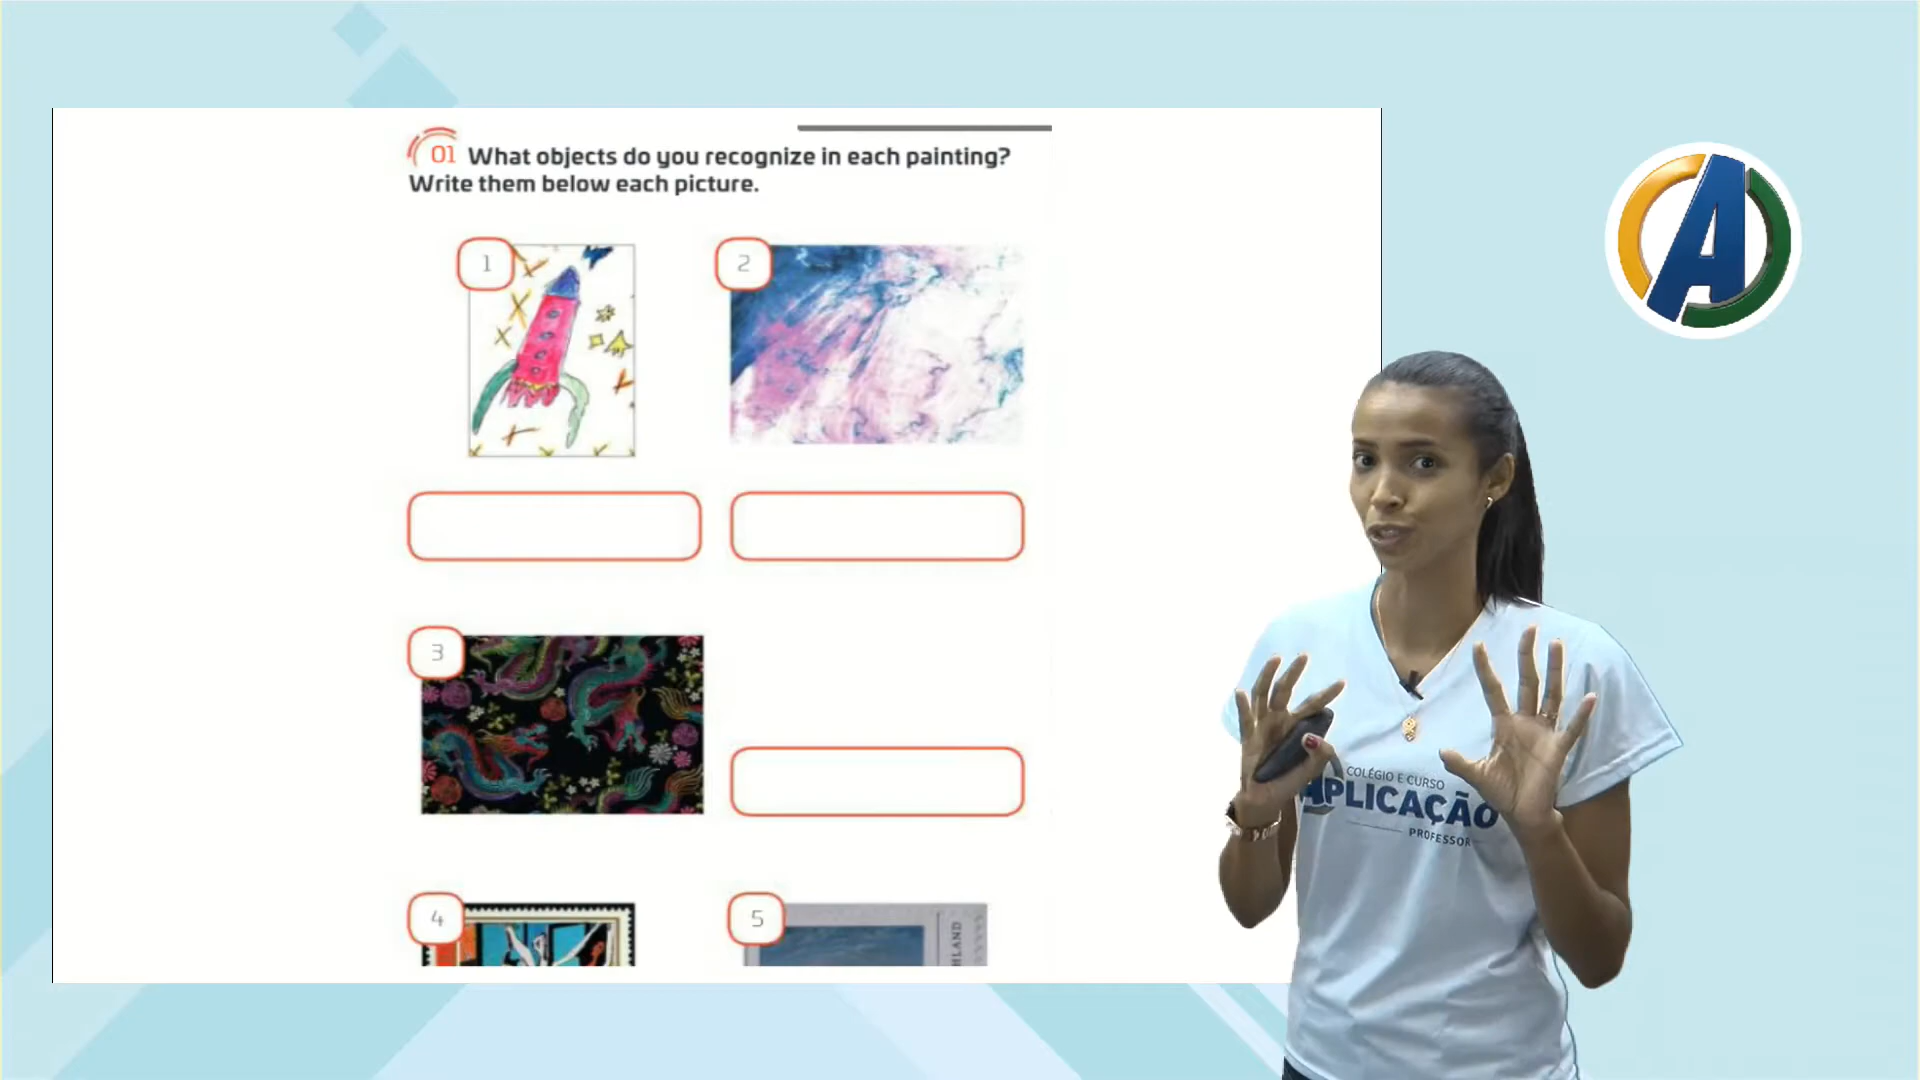 01 What objects do you recognize in each painting?
Write them below each picture.
1
2
3
4
5
HLAND
A
COLÉGIO E CURSO
APLICAÇÃO
PROFESSOR